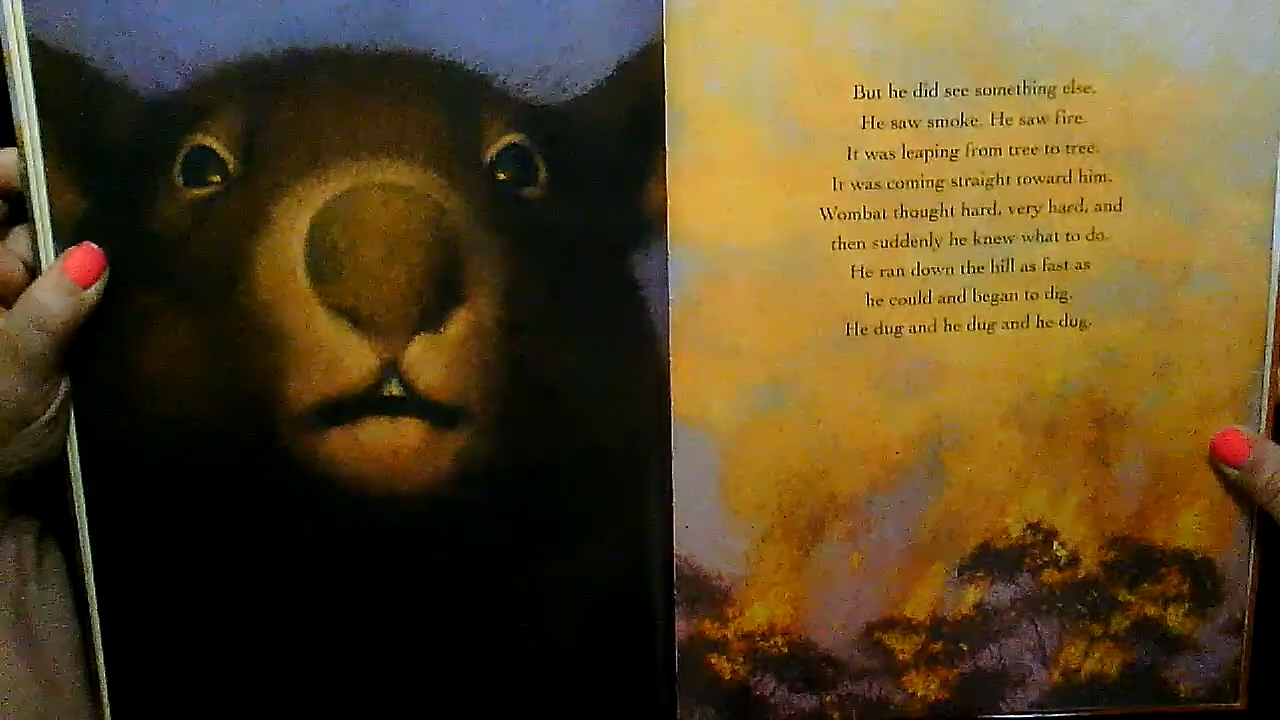 But he did see something else.
He saw smoke. He saw fire.
It was leaping from tree to tree.
It was coming straight toward him.
Wombat thought hard, very hard, and
then suddenly he knew what to do.
He ran down the hill as fast as
he could and began to dig.
He dug and he dug and he dug.